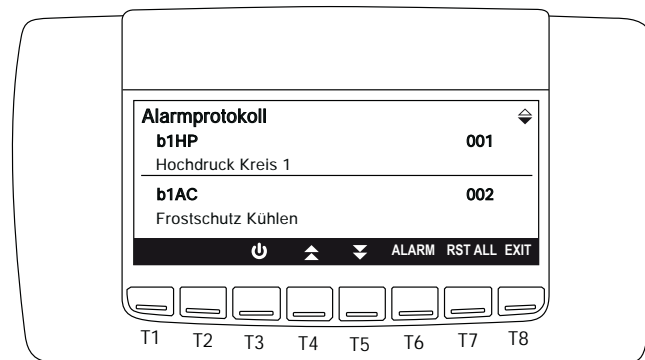 Alarmprotokoll
b1HP 001
Hochdruck Kreis 1
b1AC 002
Frostschutz Kühlen
ALARM RST ALL EXIT
T1 T2 T3 T4 T5 T6 T7 T8